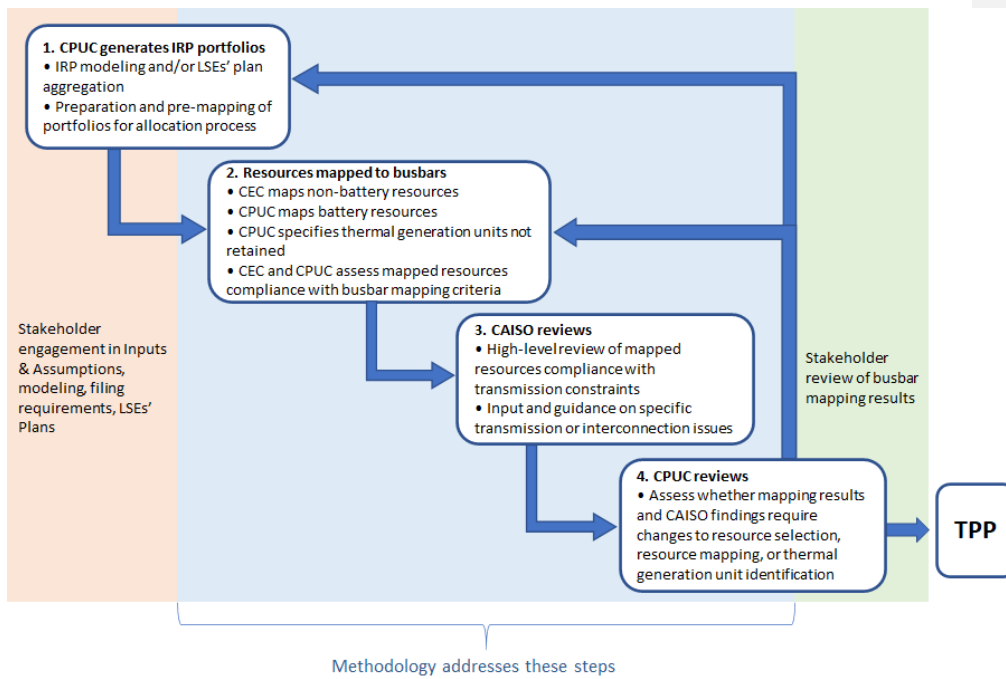 1. CPUC generates IRP portfolios
• IRP modeling and/or LSEs' plan
aggregation
• Preparation and pre-mapping of
portfolios for allocation process
2. Resources mapped to busbars
• CEC maps non-battery resources
• CPUC maps battery resources
• CPUC specifies thermal generation units not
retained
• CEC and CPUC assess mapped resources
compliance with busbar mapping criteria
Stakeholder
engagement in Inputs
& Assumptions,
modeling, filing
requirements, LSEs'
Plans
3. CAISO reviews
• High-level review of mapped
resources compliance with
transmission constraints
• Input and guidance on specific
transmission or interconnection issues
Stakeholder
review of busbar
mapping results
4. CPUC reviews
• Assess whether mapping results
and CAISO findings require
changes to resource selection,
resource mapping, or thermal
generation unit identification
TPP
Methodology addresses these steps